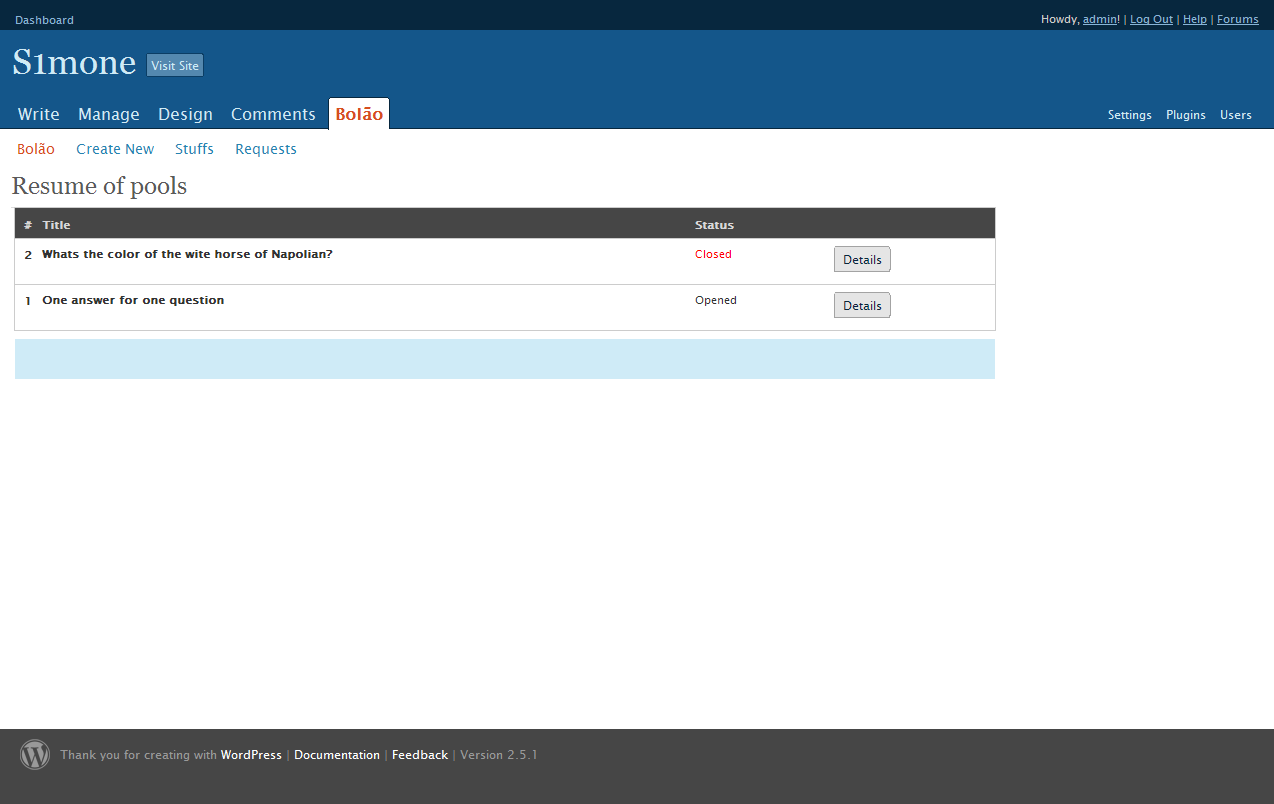 Dashboard Howdy, admin! | Log Out | Help | Forums
S1mone Visit Site
Write Manage Design Comments Bolão Settings Plugins Users
Bolão Create New Stuffs Requests
Resume of pools
# Title Status
2 Whats the color of the wite horse of Napolian? Closed Details
1 One answer for one question Opened Details
Thank you for creating with WordPress | Documentation | Feedback | Version 2.5.1